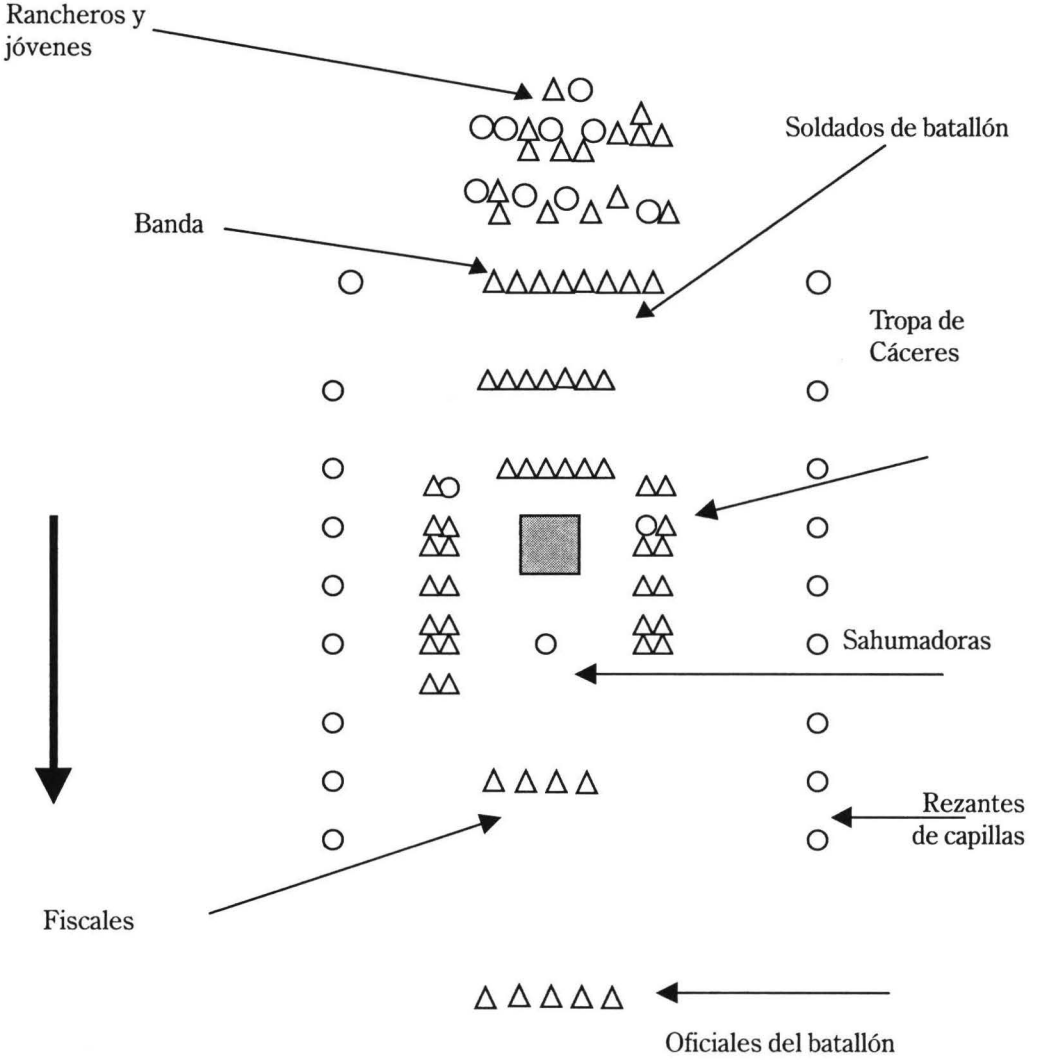 Rancheros y
jóvenes
Soldados de batallón
Banda
Tropa de
Cáceres
Sahumadoras
Rezantes
de capillas
Fiscales
Oficiales del batallón